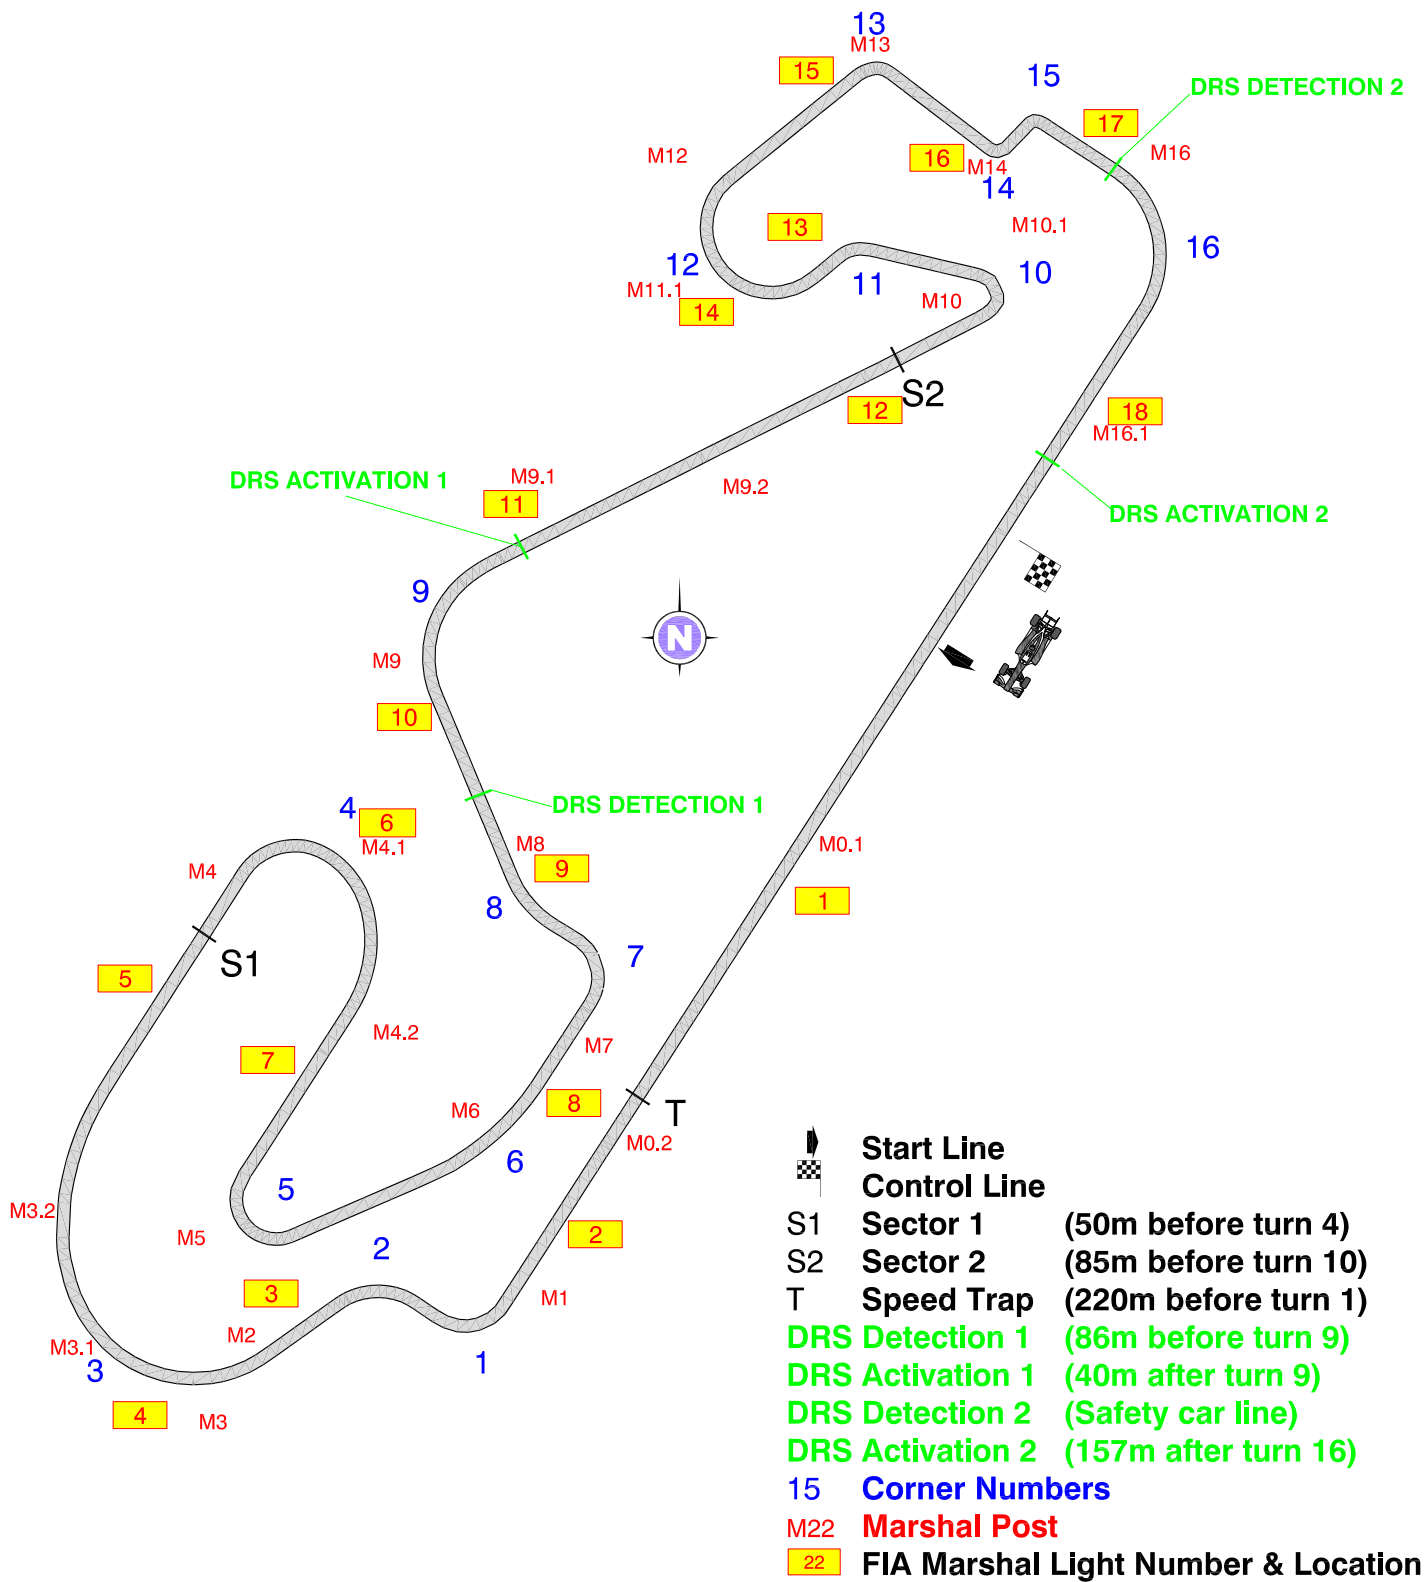 13
M13
15
15
DRS DETECTION 2
17
M12
16
M14
M16
14
13
M10.1
16
12
11
10
M11.1
14
M10
S2
12
18
M16.1
DRS ACTIVATION 1
M9.1
11
M9.2
DRS ACTIVATION 2
9
N
M9
10
4
6
M4.1
DRS DETECTION 1
M8
9
M0.1
1
M4
8
7
5
S1
7
M4.2
M7
M6
8
T
M0.2
6
5
M3.2
M5
2
2
3
M1
M2
M3.1
3
1
4
M3
Start Line
Control Line
S1 Sector 1 (50m before turn 4)
S2 Sector 2 (85m before turn 10)
T Speed Trap (220m before turn 1)
DRS Detection 1 (86m before turn 9)
DRS Activation 1 (40m after turn 9)
DRS Detection 2 (Safety car line)
DRS Activation 2 (157m after turn 16)
15 Corner Numbers
M22 Marshal Post
22 FIA Marshal Light Number & Location